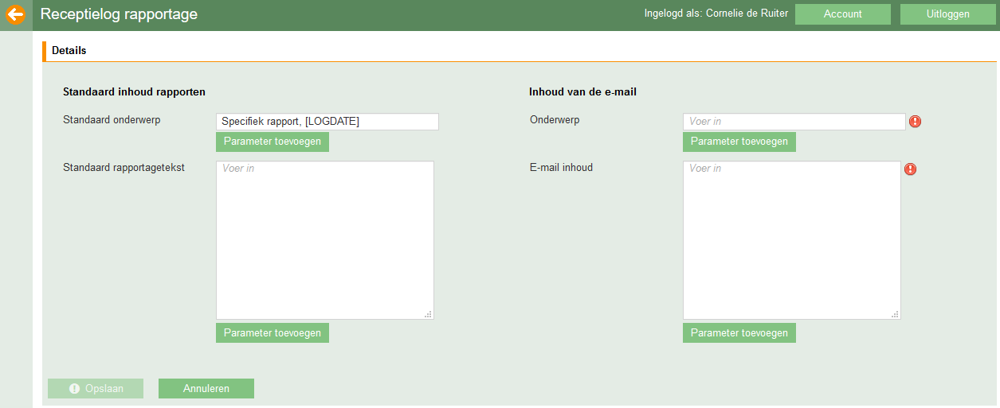 Receptielog rapportage
Ingelogd als: Cornelie de Ruiter
Account
Uitloggen
Details
Standaard inhoud rapporten
Standaard onderwerp
Specifiek rapport, [LOGDATE]
Parameter toevoegen
Standaard rapportagetekst
Voer in
Parameter toevoegen
Inhoud van de e-mail
Onderwerp
Voer in
Parameter toevoegen
E-mail inhoud
Voer in
Parameter toevoegen
Opslaan
Annuleren